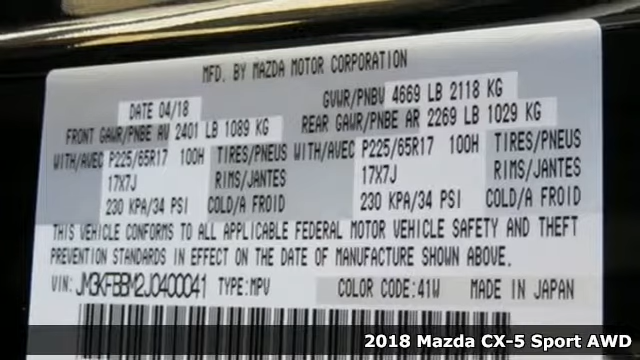 MFD. BY MAZDA MOTOR CORPORATION
DATE 04/18 GVWR/PNBV 4669 LB 2118 KG
FRONT GAWR/PNBE AV 2401 LB 1089 KG REAR GAWR/PNBE AR 2269 LB 1029 KG
WITH/AVEC P225/65R17 100H TIRES/PNEUS WITH/AVEC P225/65R17 100H TIRES/PNEUS
17X7J RIMS/JANTES 17X7J RIMS/JANTES
230 KPA/34 PSI COLD/A FROID 230 KPA/34 PSI COLD/A FROID
THIS VEHICLE CONFORMS TO ALL APPLICABLE FEDERAL MOTOR VEHICLE SAFETY AND THEFT
PREVENTION STANDARDS IN EFFECT ON THE DATE OF MANUFACTURE SHOWN ABOVE.
VIN: JM3KFBBM2J0400041 TYPE:MPV COLOR CODE:41W MADE IN JAPAN
2018 Mazda CX-5 Sport AWD